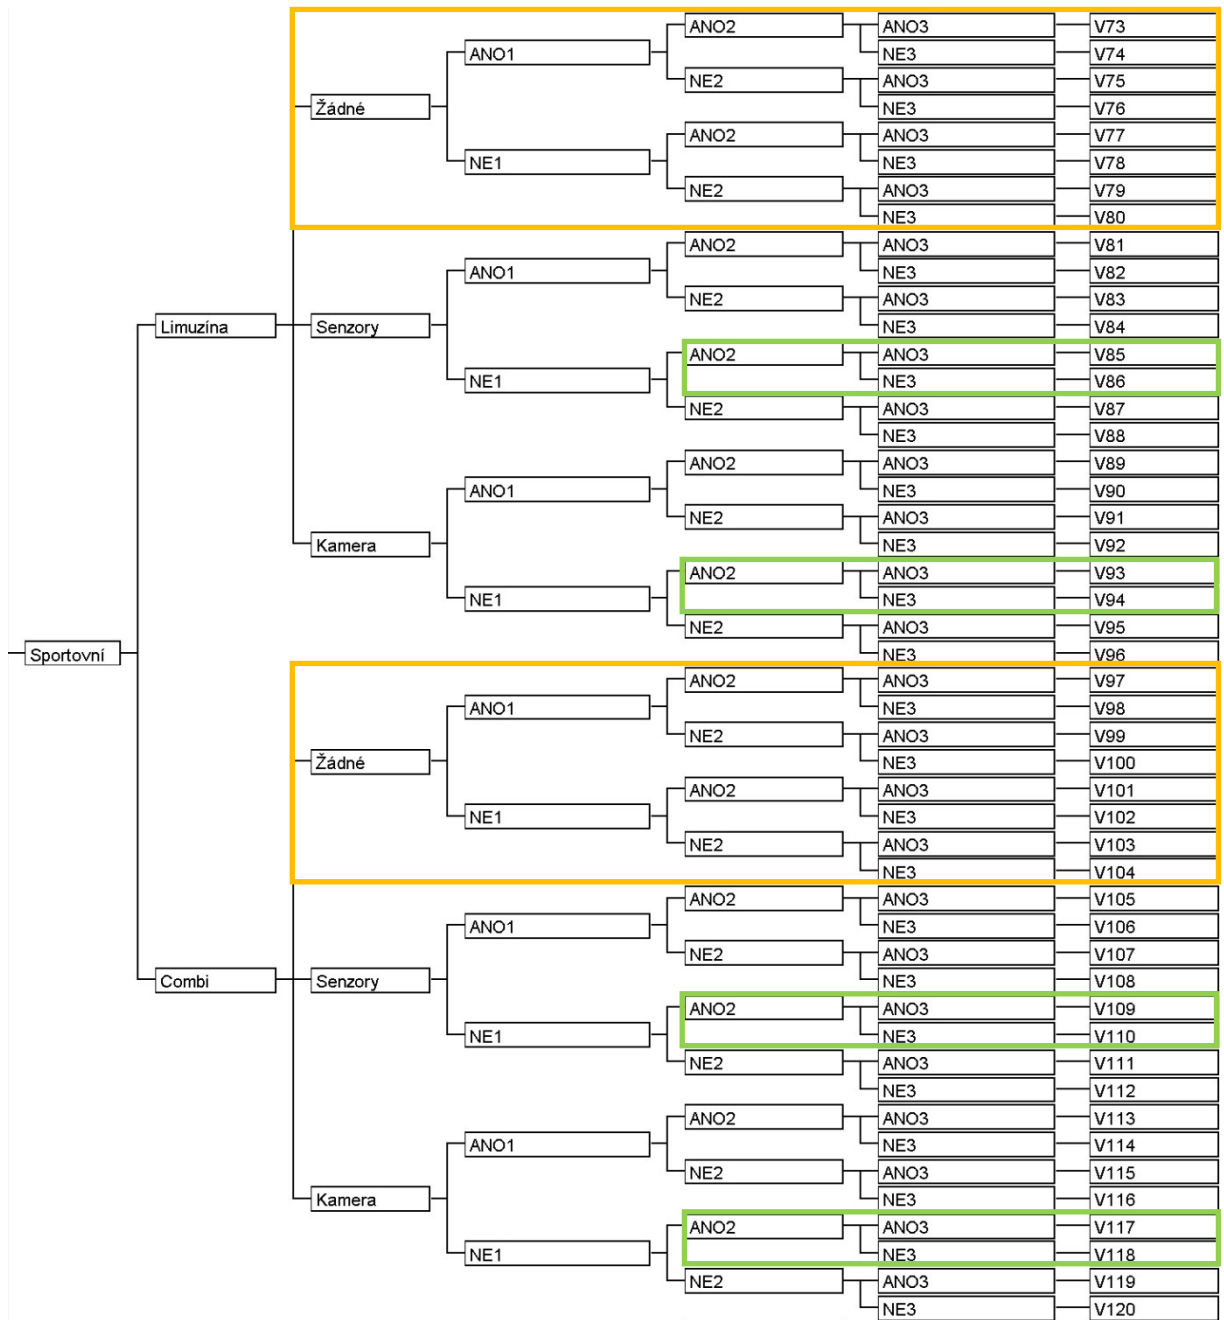 ANO2 ANO3 V73
ANO1 NE3 V74
NE2 ANO3 V75
Žádné NE3 V76
ANO2 ANO3 V77
NE1 NE3 V78
NE2 ANO3 V79
NE3 V80
ANO2 ANO3 V81
ANO1 NE3 V82
NE2 ANO3 V83
Limuzína Senzory NE3 V84
ANO2 ANO3 V85
NE1 NE3 V86
NE2 ANO3 V87
NE3 V88
ANO2 ANO3 V89
ANO1 NE3 V90
NE2 ANO3 V91
Kamera NE3 V92
ANO2 ANO3 V93
NE1 NE3 V94
NE2 ANO3 V95
Sportovní NE3 V96
ANO2 ANO3 V97
ANO1 NE3 V98
NE2 ANO3 V99
Žádné NE3 V100
ANO2 ANO3 V101
NE1 NE3 V102
NE2 ANO3 V103
NE3 V104
ANO2 ANO3 V105
ANO1 NE3 V106
NE2 ANO3 V107
Combi Senzory NE3 V108
ANO2 ANO3 V109
NE1 NE3 V110
NE2 ANO3 V111
NE3 V112
ANO2 ANO3 V113
ANO1 NE3 V114
NE2 ANO3 V115
Kamera NE3 V116
ANO2 ANO3 V117
NE1 NE3 V118
NE2 ANO3 V119
NE3 V120